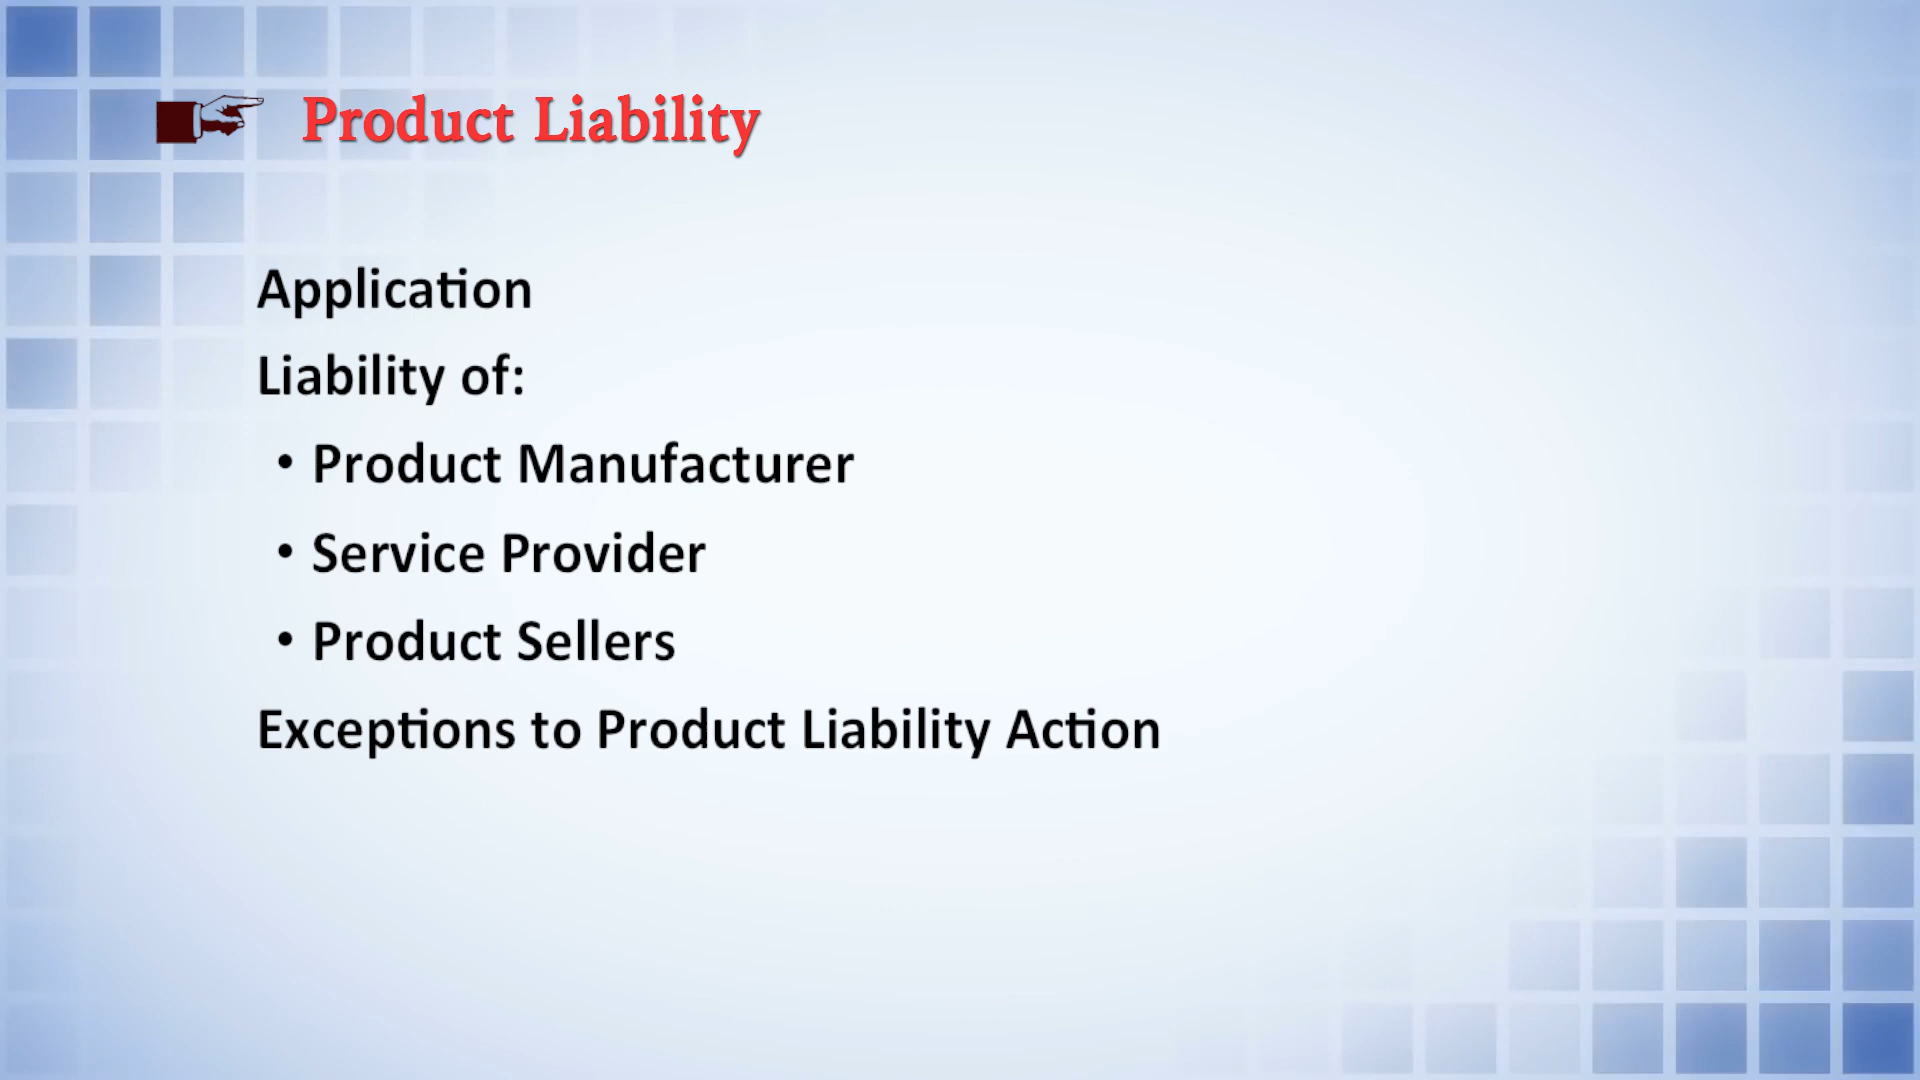 Product Liability
Application
Liability of:
• Product Manufacturer
• Service Provider
• Product Sellers
Exceptions to Product Liability Action